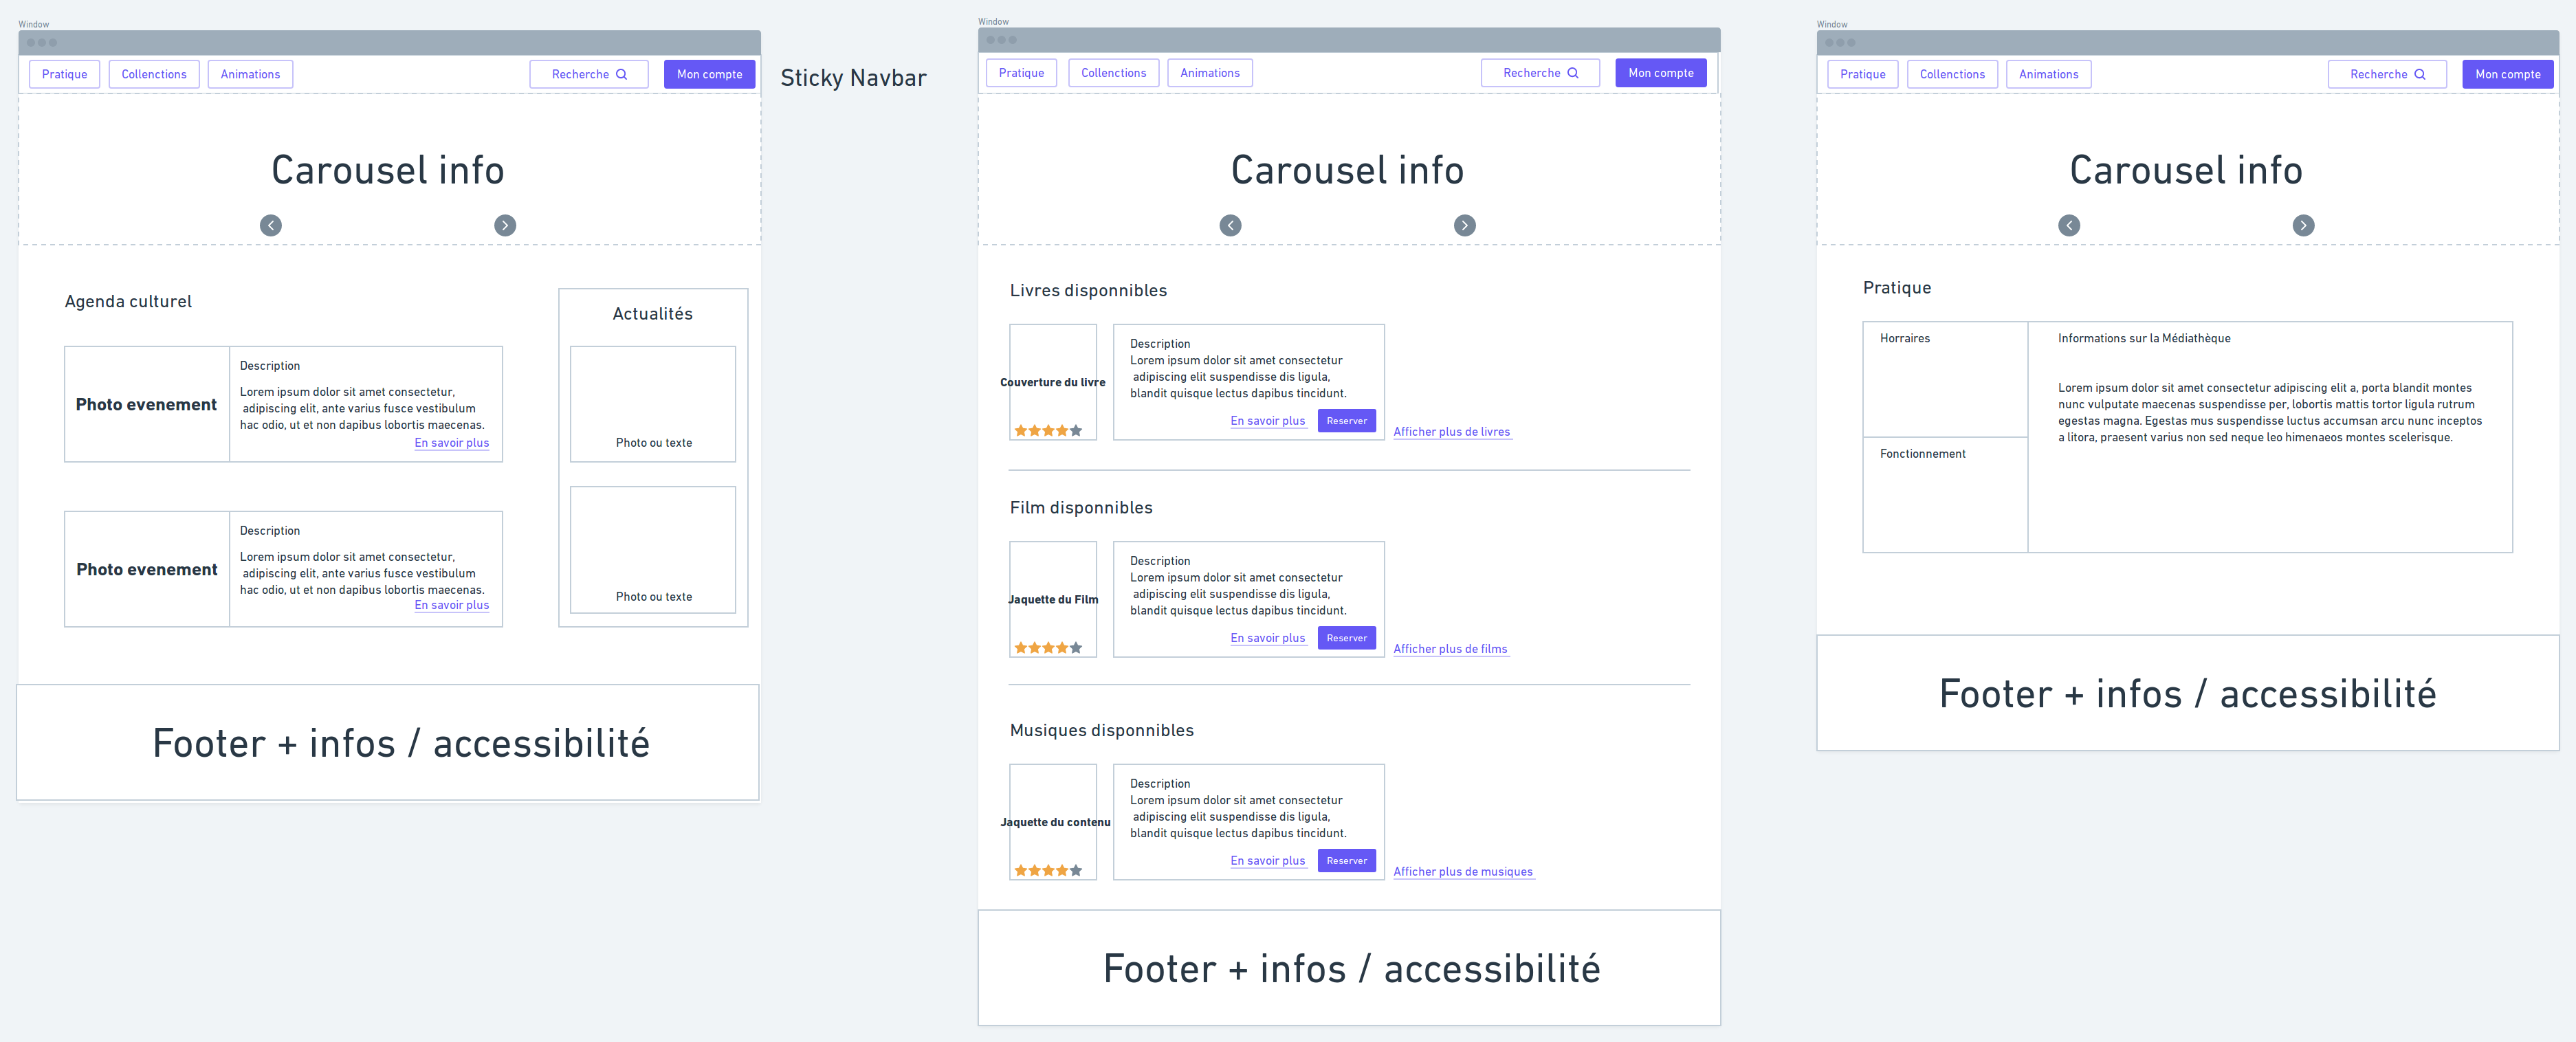 Window
Pratique
Collenctions
Animations
Recherche
Mon compte
Carousel info
Agenda culturel
Photo evenement
Description
Lorem ipsum dolor sit amet consectetur,
adipiscing elit, ante varius fusce vestibulum
hac odio, ut et non dapibus lobortis maecenas.
En savoir plus
Photo evenement
Description
Lorem ipsum dolor sit amet consectetur,
adipiscing elit, ante varius fusce vestibulum
hac odio, ut et non dapibus lobortis maecenas.
En savoir plus
Actualités
Photo ou texte
Photo ou texte
Footer + infos / accessibilité
Sticky Navbar
Window
Pratique
Collenctions
Animations
Recherche
Mon compte
Carousel info
Livres disponnibles
Couverture du livre
Description
Lorem ipsum dolor sit amet consectetur
adipiscing elit suspendisse dis ligula,
blandit quisque lectus dapibus tincidunt.
En savoir plus
Reserver
Afficher plus de livres
Film disponnibles
Jaquette du Film
Description
Lorem ipsum dolor sit amet consectetur
adipiscing elit suspendisse dis ligula,
blandit quisque lectus dapibus tincidunt.
En savoir plus
Reserver
Afficher plus de films
Musiques disponnibles
Jaquette du contenu
Description
Lorem ipsum dolor sit amet consectetur
adipiscing elit suspendisse dis ligula,
blandit quisque lectus dapibus tincidunt.
En savoir plus
Reserver
Afficher plus de musiques
Footer + infos / accessibilité
Window
Pratique
Collenctions
Animations
Recherche
Mon compte
Carousel info
Pratique
Horraires
Fonctionnement
Informations sur la Médiathèque
Lorem ipsum dolor sit amet consectetur adipiscing elit a, porta blandit montes
nunc vulputate maecenas suspendisse per, lobortis mattis tortor ligula rutrum
egestas magna. Egestas mus suspendisse luctus accumsan arcu nunc inceptos
a litora, praesent varius non sed neque leo himenaeos montes scelerisque.
Footer + infos / accessibilité